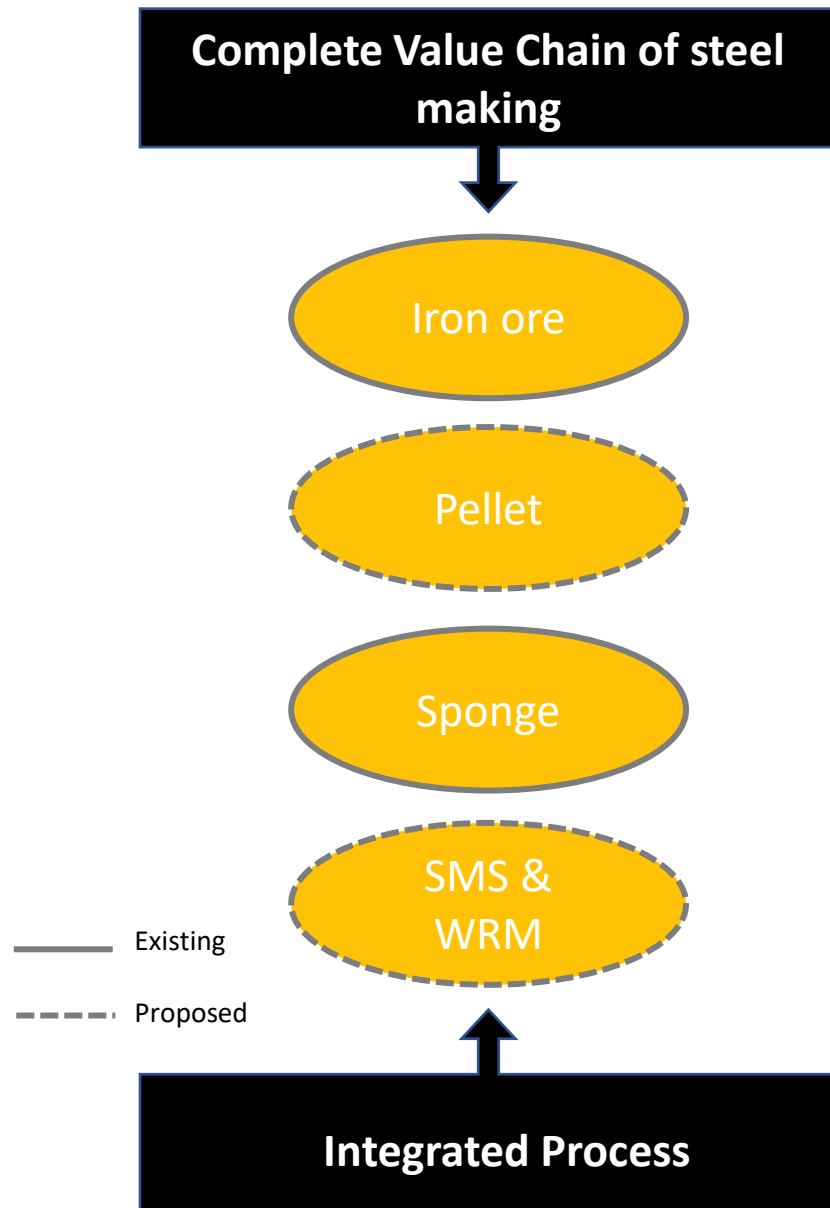 Complete Value Chain of steel
making
Iron ore
Pellet
Sponge
SMS &
WRM
Existing
Proposed
Integrated Process